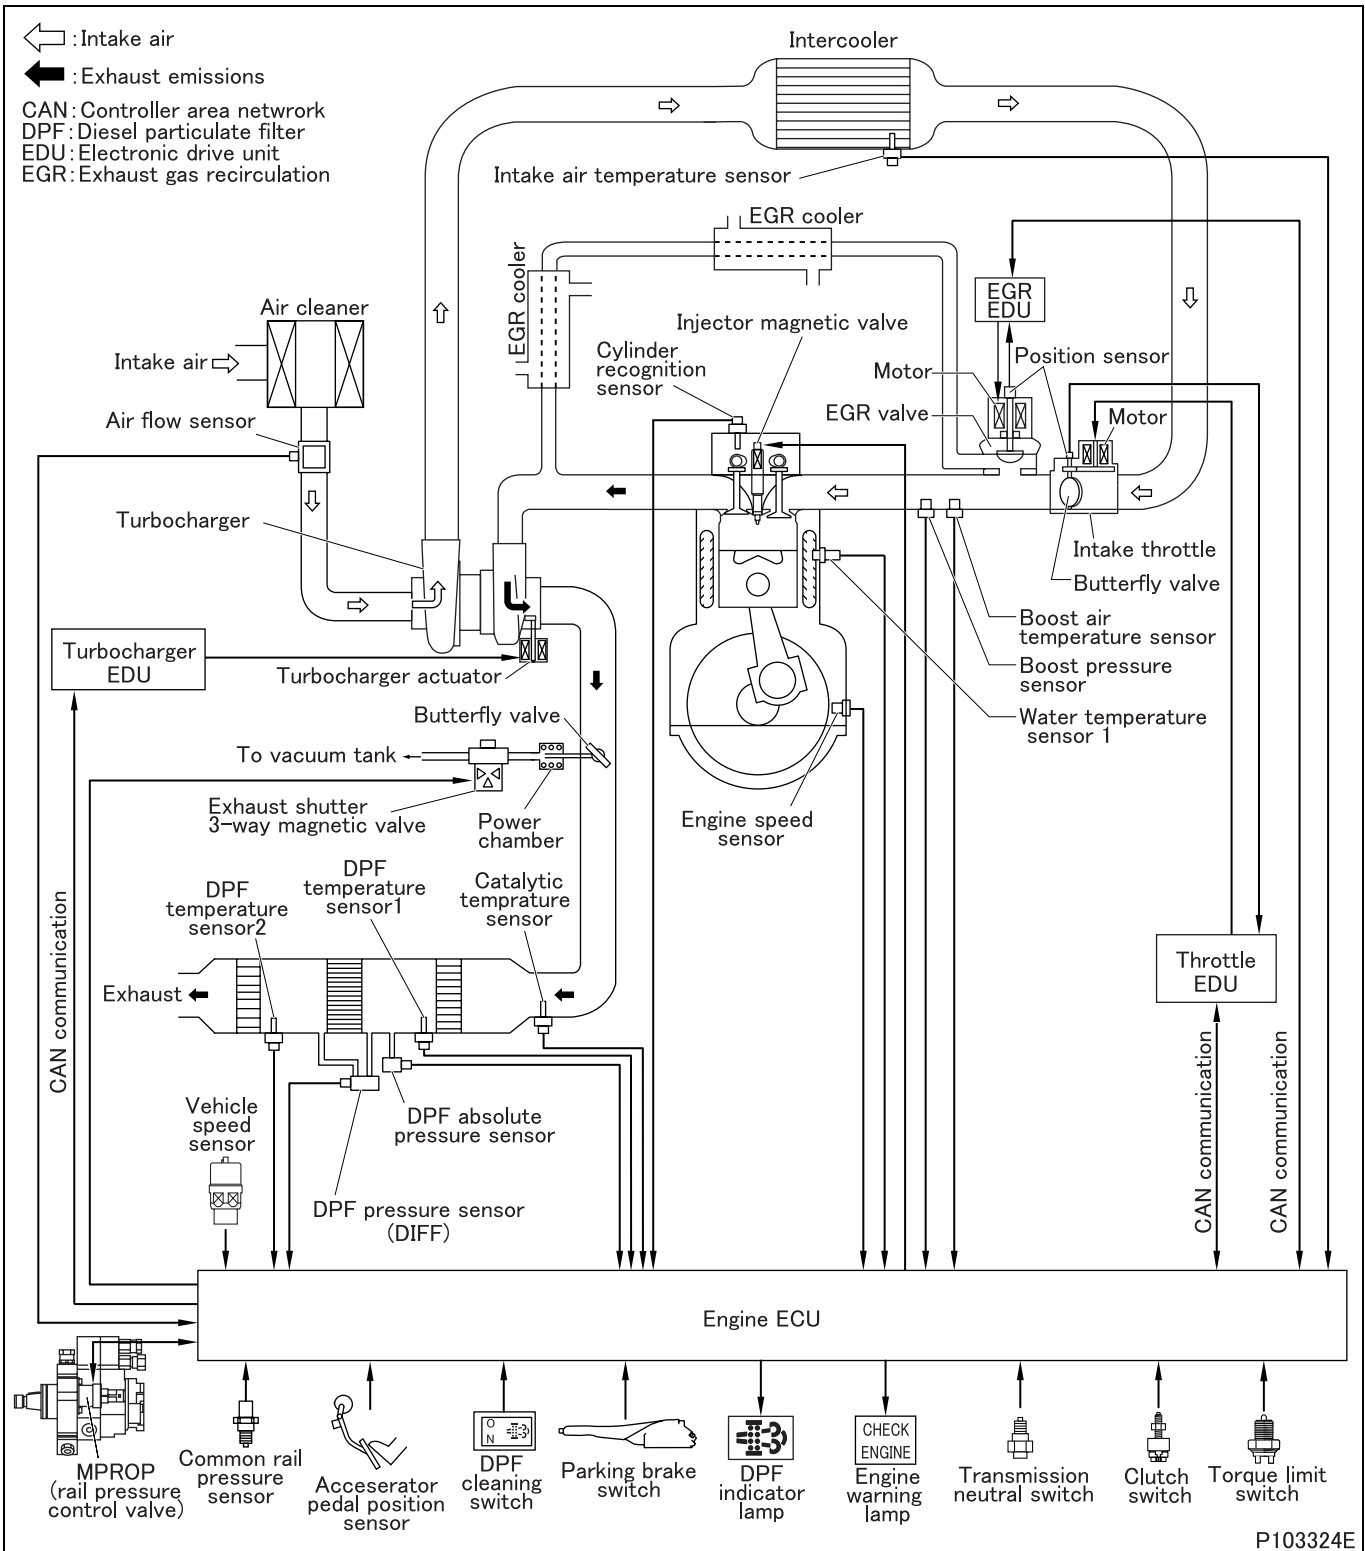 : Intake air
: Exhaust emissions
CAN: Controller area netwrork
DPF: Diesel particulate filter
EDU: Electronic drive unit
EGR: Exhaust gas recirculation
Intercooler
Intake air temperature sensor
EGR cooler
EGR cooler
Air cleaner
Intake air
Air flow sensor
Turbocharger
Injector magnetic valve
Cylinder
recognition
sensor
EGR
EDU
Position sensor
Motor
EGR valve
Motor
Intake throttle
Butterfly valve
Boost air
temperature sensor
Boost pressure
sensor
Water temperature
sensor 1
Turbocharger
EDU
Turbocharger actuator
Butterfly valve
To vacuum tank
Exhaust shutter
3-way magnetic valve
Power
chamber
Engine speed
sensor
DPF
temperature
sensor2
DPF
temperature
sensor1
Catalytic
temprature
sensor
Exhaust
CAN communication
Throttle
EDU
CAN communication
CAN communication
Vehicle
speed
sensor
DPF absolute
pressure sensor
DPF pressure sensor
(DIFF)
Engine ECU
MPROP
(rail pressure
control valve)
Common rail
pressure
sensor
Acceserator
pedal position
sensor
O
N
DPF
cleaning
switch
Parking brake
switch
DPF
indicator
lamp
CHECK
ENGINE
Engine
warning
lamp
Transmission
neutral switch
Clutch
switch
Torque limit
switch
P103324E